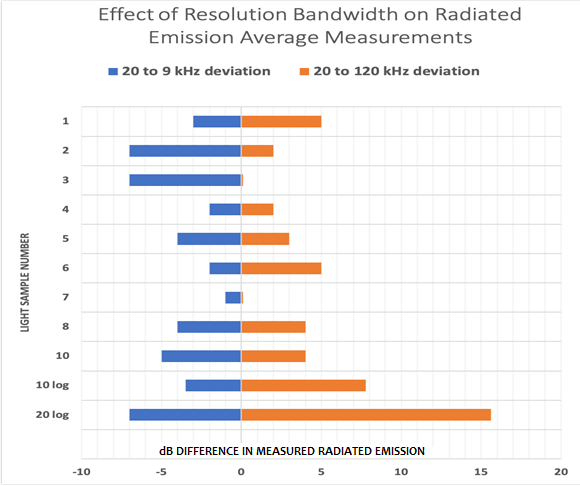 Effect of Resolution Bandwidth on Radiated
Emission Average Measurements
20 to 9 kHz deviation 20 to 120 kHz deviation
LIGHT SAMPLE NUMBER
1
2
3
4
5
6
7
8
10
10 log
20 log
dB DIFFERENCE IN MEASURED RADIATED EMISSION
-10 -5 0 5 10 15 20